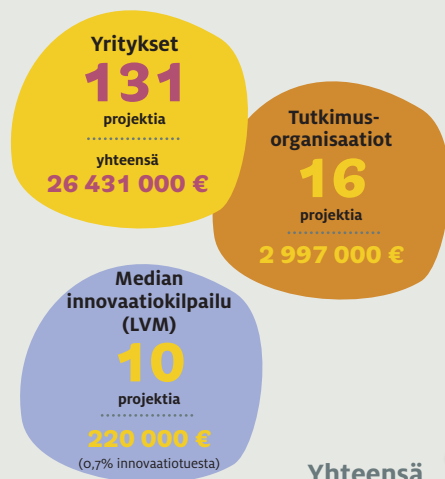 Yritykset
131
projektia
yhteensä
26 431 000 €
Tutkimus-
organisaatiot
16
projektia
2 997 000 €
Median
innovaatiokilpailu
(LVM)
10
projektia
220 000 €
(0,7% innovaatiotuesta)
Yhteensä